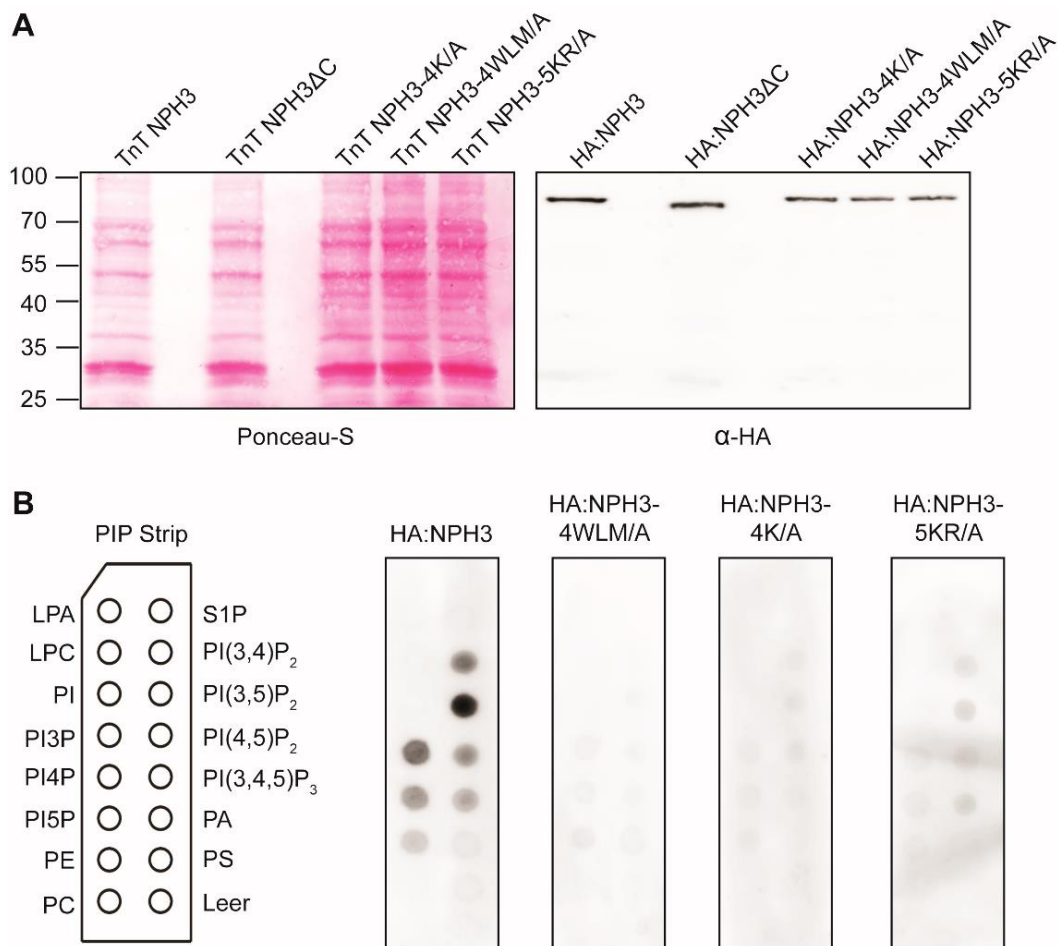 A
TnT NPH3
TnT NPH3ΔC
TnT NPH3-4K/A
TnT NPH3-4WLM/A
TnT NPH3-5KR/A
HA:NPH3
HA:NPH3ΔC
HA:NPH3-4K/A
HA:NPH3-4WLM/A
HA:NPH3-5KR/A
100
70
55
40
35
25
Ponceau-S
α-HA
B
PIP Strip
HA:NPH3
HA:NPH3-
4WLM/A
HA:NPH3-
4K/A
HA:NPH3-
5KR/A
LPA S1P
LPC PI(3,4)P₂
PI PI(3,5)P₂
PI3P PI(4,5)P₂
PI4P PI(3,4,5)P₃
PI5P PA
PE PS
PC Leer